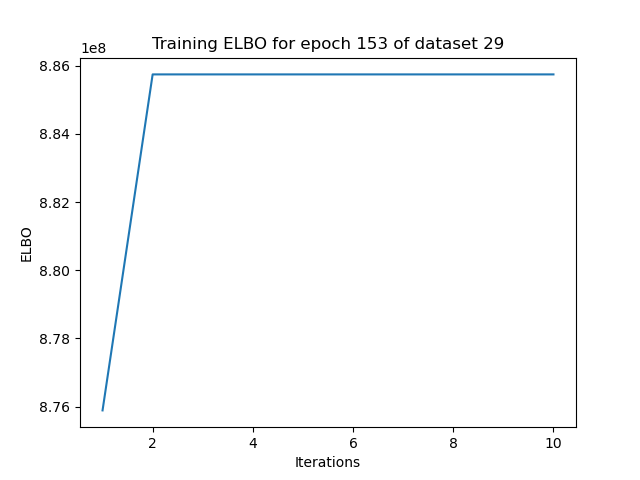 Training ELBO for epoch 153 of dataset 29
1e8
8.86
8.84
8.82
8.80
8.78
8.76
ELBO
2 4 6 8 10
Iterations